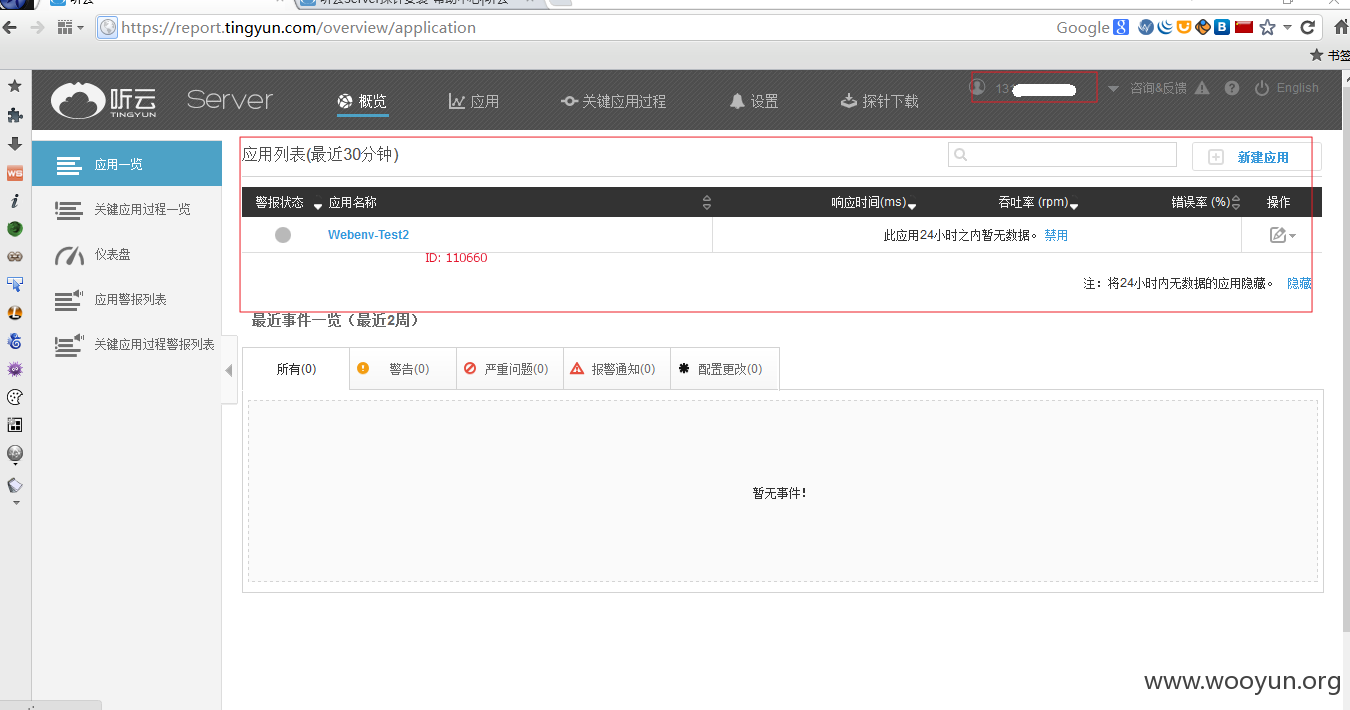 听云
https://report.tingyun.com/overview/application
Google
书签
听云
TINGYUN
Server
概览
应用
关键应用过程
设置
探针下载
13
咨询&反馈
English
应用一览
关键应用过程一览
仪表盘
应用警报列表
关键应用过程警报列表
应用列表(最近30分钟)
新建应用
警报状态 应用名称 响应时间(ms) 吞吐率 (rpm) 错误率 (%) 操作
Webenv-Test2 此应用24小时之内暂无数据。 禁用
ID: 110660
注：将24小时内无数据的应用隐藏。 隐藏
最近事件一览（最近2周）
所有(0) 警告(0) 严重问题(0) 报警通知(0) 配置更改(0)
暂无事件！
www.wooyun.org